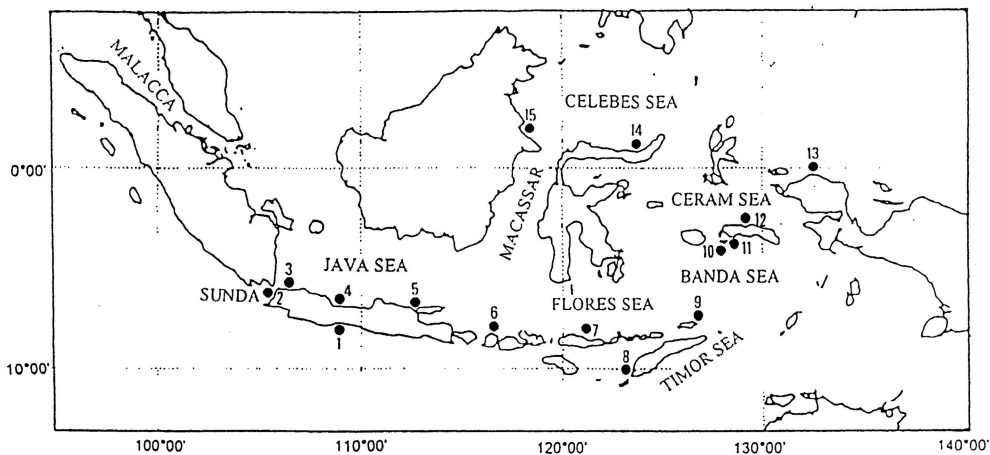 MALACCA
CELEBES SEA
15
14
0°00'
13
MACASSAR
CERAM SEA
12
11
10
JAVA SEA
BANDA SEA
3
SUNDA
2
4
5
FLORES SEA
9
6
7
1
8
TIMOR SEA
10°00'
100°00'
110°00'
120°00'
130°00'
140°00'